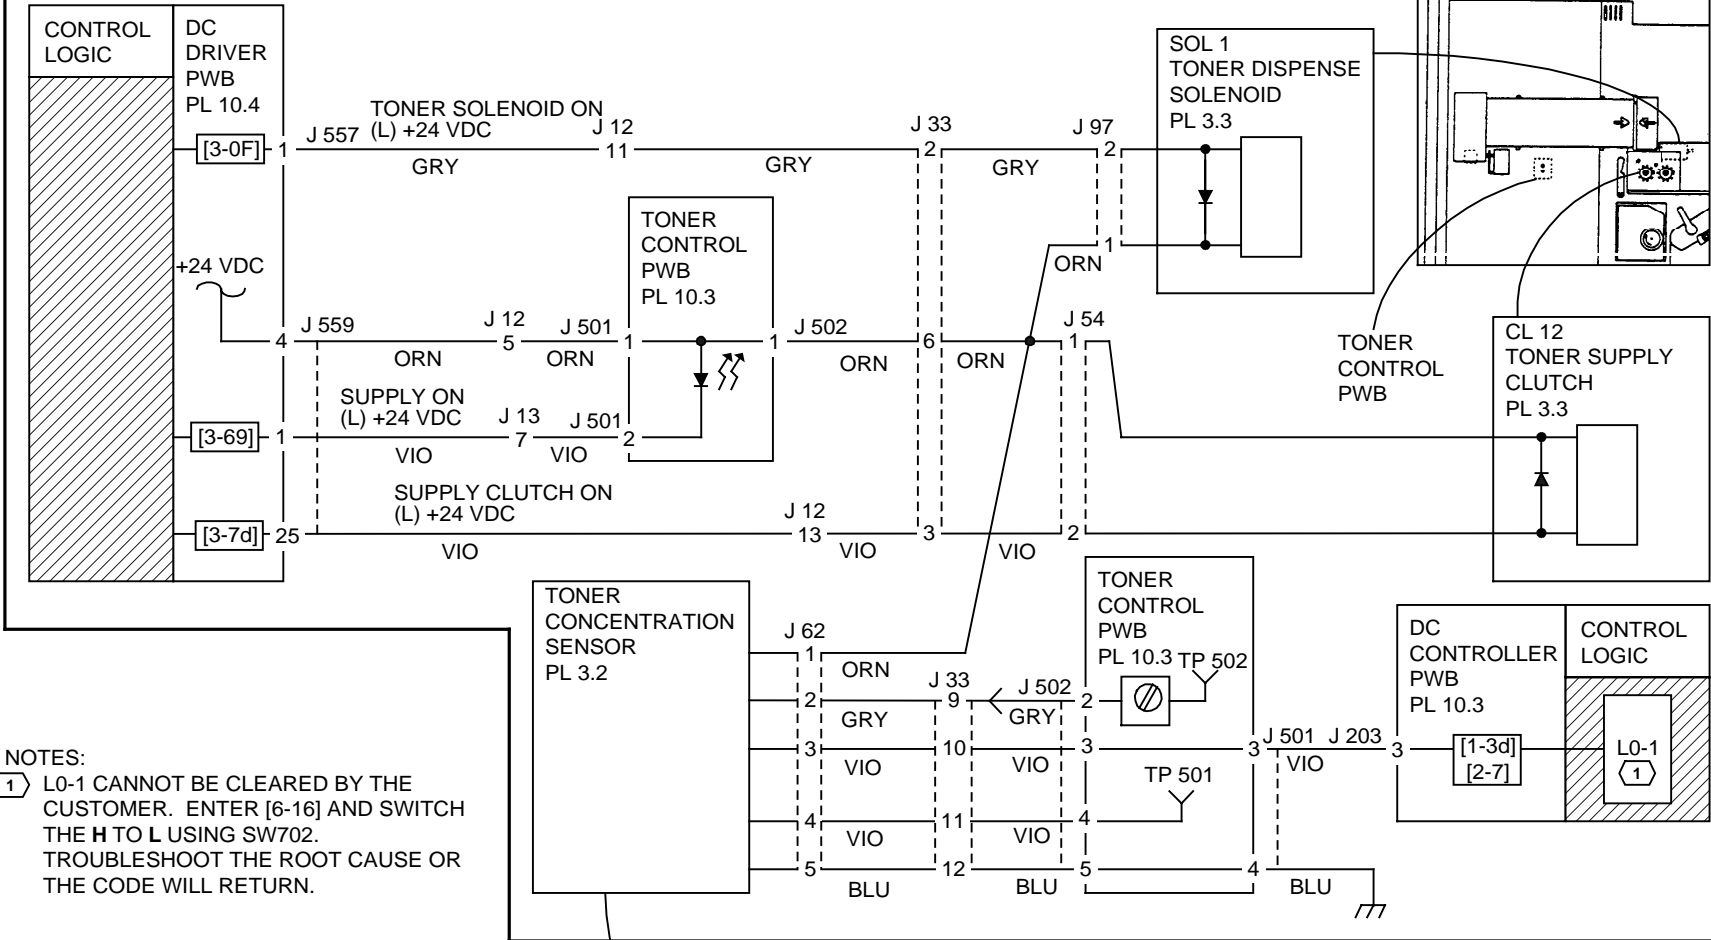 CONTROL
LOGIC
DC
DRIVER
PWB
PL 10.4
[3-0F]
1
J 557
TONER SOLENOID ON
(L) +24 VDC
GRY
J 12
11
GRY
J 33
2
GRY
J 97
2
1
ORN
SOL 1
TONER DISPENSE
SOLENOID
PL 3.3
+24 VDC
4
J 559
ORN
J 12
5
J 501
ORN
1
TONER
CONTROL
PWB
PL 10.3
1
J 502
ORN
6
ORN
J 54
1
TONER
CONTROL
PWB
CL 12
TONER SUPPLY
CLUTCH
PL 3.3
[3-69]
1
SUPPLY ON
(L) +24 VDC
VIO
J 13
7
J 501
VIO
2
[3-7d]
25
SUPPLY CLUTCH ON
(L) +24 VDC
VIO
J 12
13
VIO
3
VIO
2
TONER
CONCENTRATION
SENSOR
PL 3.2
J 62
1
ORN
2
GRY
J 33
9
J 502
GRY
2
3
VIO
10
VIO
3
4
VIO
11
VIO
4
5
BLU
12
BLU
5
TONER
CONTROL
PWB
PL 10.3
TP 502
TP 501
3
J 501
J 203
VIO
3
4
BLU
DC
CONTROLLER
PWB
PL 10.3
[1-3d]
[2-7]
CONTROL
LOGIC
L0-1
1
NOTES:
1 L0-1 CANNOT BE CLEARED BY THE
CUSTOMER. ENTER [6-16] AND SWITCH
THE H TO L USING SW702.
TROUBLESHOOT THE ROOT CAUSE OR
THE CODE WILL RETURN.